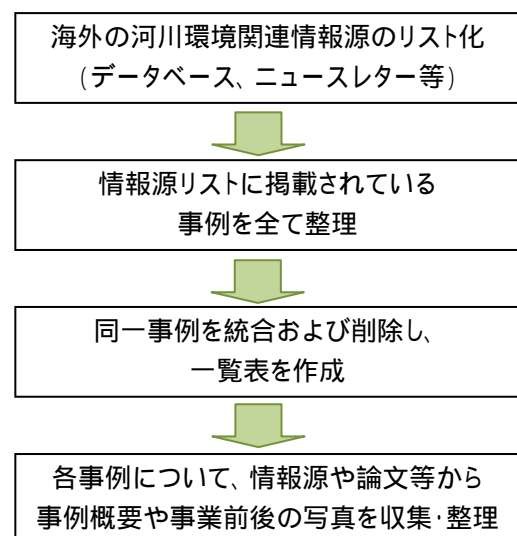 海外の河川環境関連情報源のリスト化
(データベース、ニュースレター等)
情報源リストに掲載されている
事例を全て整理
同一事例を統合および削除し、
一覧表を作成
各事例について、情報源や論文等から
事例概要や事業前後の写真を収集・整理